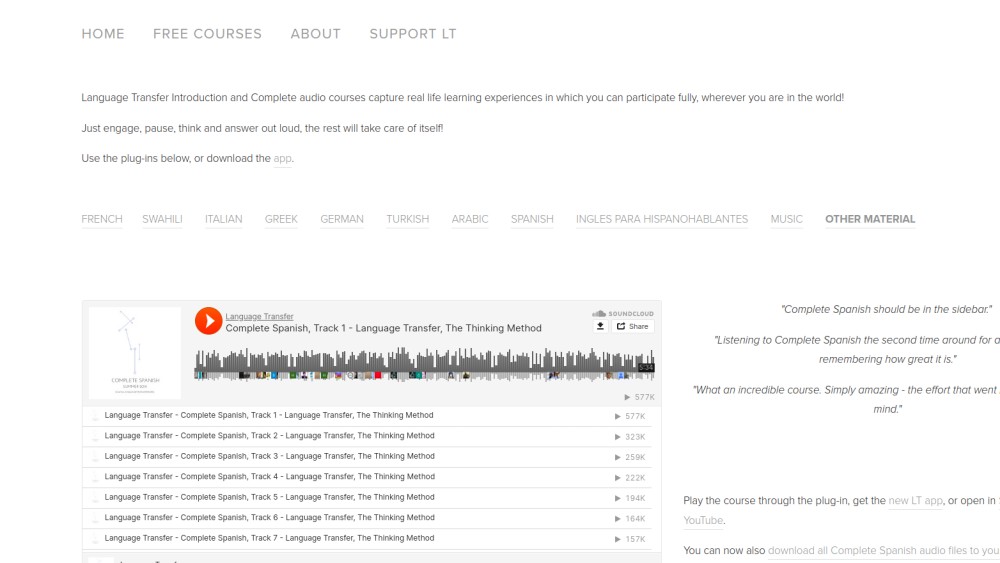 HOME FREE COURSES ABOUT SUPPORT LT
Language Transfer Introduction and Complete audio courses capture real life learning experiences in which you can participate fully, wherever you are in the world!
Just engage, pause, think and answer out loud, the rest will take care of itself!
Use the plug-ins below, or download the app.
FRENCH SWAHILI ITALIAN GREEK GERMAN TURKISH ARABIC SPANISH INGLES PARA HISPANOHABLANTES MUSIC OTHER MATERIAL
Language Transfer
Complete Spanish, Track 1 - Language Transfer, The Thinking Method
SOUNDCLOUD
Share
COMPLETE SPANISH
5:34
577K
Language Transfer - Complete Spanish, Track 1 - Language Transfer, The Thinking Method 577K
Language Transfer - Complete Spanish, Track 2 - Language Transfer, The Thinking Method 323K
Language Transfer - Complete Spanish, Track 3 - Language Transfer, The Thinking Method 259K
Language Transfer - Complete Spanish, Track 4 - Language Transfer, The Thinking Method 222K
Language Transfer - Complete Spanish, Track 5 - Language Transfer, The Thinking Method 194K
Language Transfer - Complete Spanish, Track 6 - Language Transfer, The Thinking Method 164K
Language Transfer - Complete Spanish, Track 7 - Language Transfer, The Thinking Method 157K
"Complete Spanish should be in the sidebar."
"Listening to Complete Spanish the second time around for a
remembering how great it is."
"What an incredible course. Simply amazing - the effort that went
mind."
Play the course through the plug-in, get the new LT app, or open in
YouTube.
You can now also download all Complete Spanish audio files to you